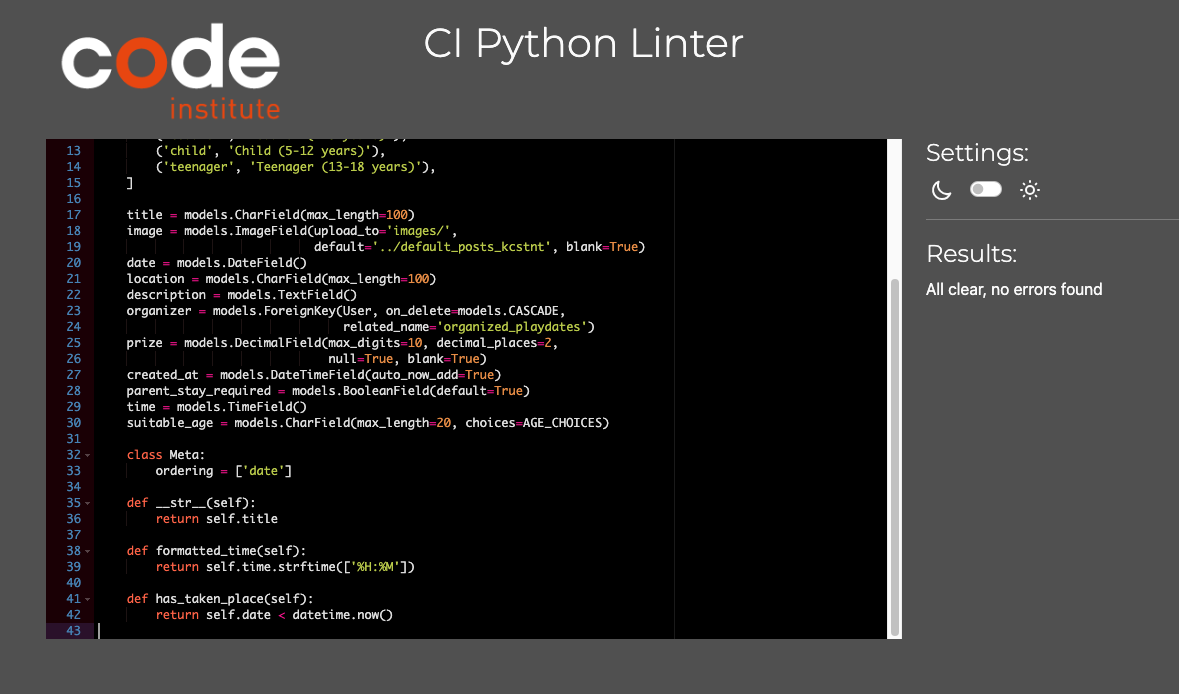 code
institute
CI Python Linter
13 ('child', 'Child (5-12 years)'),
14 ('teenager', 'Teenager (13-18 years)'),
15 ]
16
17 title = models.CharField(max_length=100)
18 image = models.ImageField(upload_to='images/',
19 default='../default_posts_kcstnt', blank=True)
20 date = models.DateField()
21 location = models.CharField(max_length=100)
22 description = models.TextField()
23 organizer = models.ForeignKey(User, on_delete=models.CASCADE,
24 related_name='organized_playdates')
25 prize = models.DecimalField(max_digits=10, decimal_places=2,
26 null=True, blank=True)
27 created_at = models.DateTimeField(auto_now_add=True)
28 parent_stay_required = models.BooleanField(default=True)
29 time = models.TimeField()
30 suitable_age = models.CharField(max_length=20, choices=AGE_CHOICES)
31
32 class Meta:
33 ordering = ['date']
34
35 def __str__(self):
36 return self.title
37
38 def formatted_time(self):
39 return self.time.strftime(['%H:%M'])
40
41 def has_taken_place(self):
42 return self.date < datetime.now()
43
Settings:
Results:
All clear, no errors found